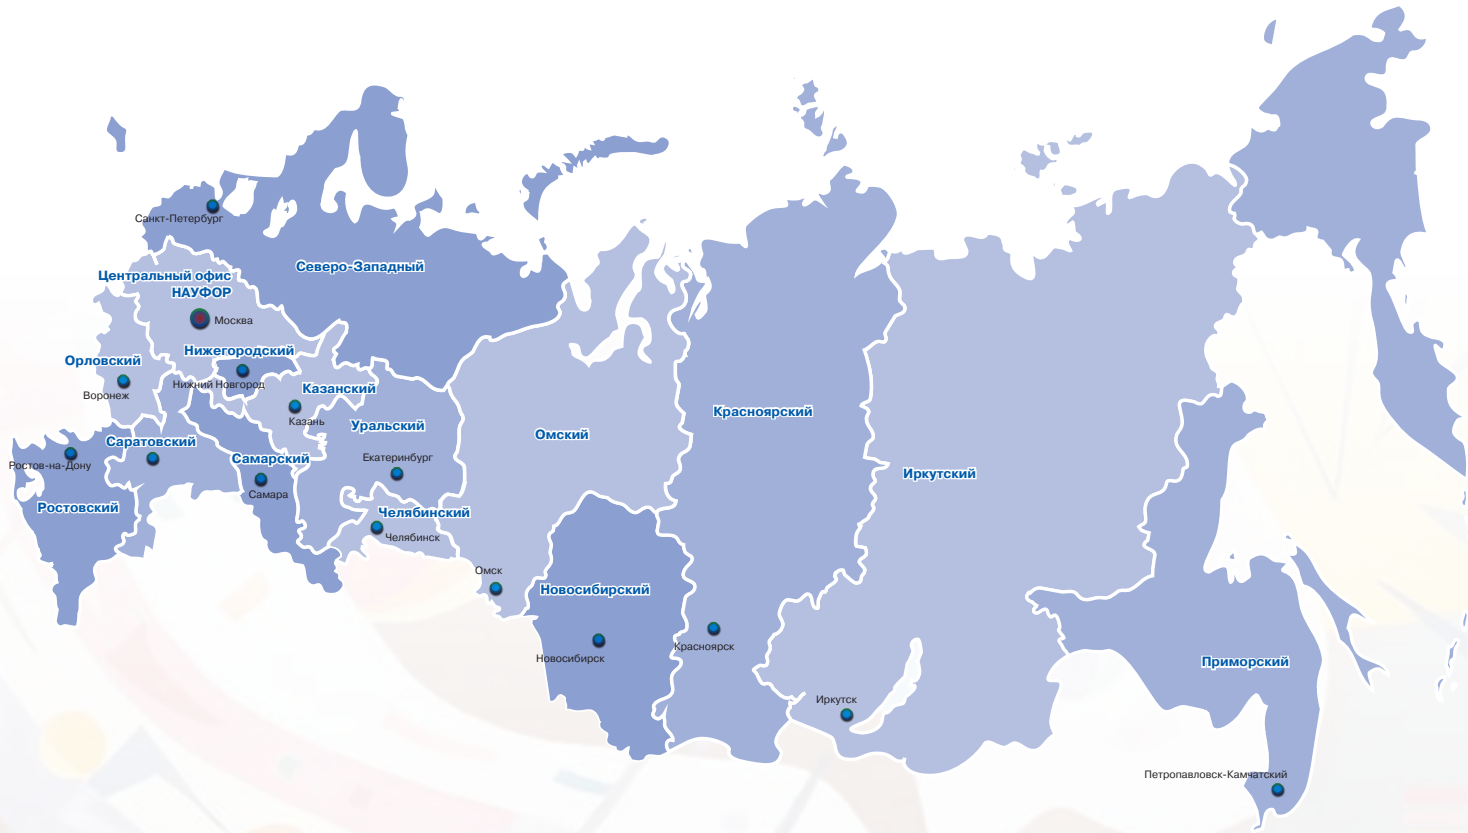 Санкт-Петербург
Северо-Западный
Центральный офис
НАУФОР
Москва
Нижегородский
Орловский
Нижний Новгород
Воронеж
Казанский
Казань
Уральский
Красноярский
Омский
Саратовский
Самарский
Екатеринбург
Ростов-на-Дону
Иркутский
Самара
Ростовский
Челябинский
Челябинск
Омск
Новосибирский
Красноярск
Новосибирск
Приморский
Иркутск
Петропавловск-Камчатский